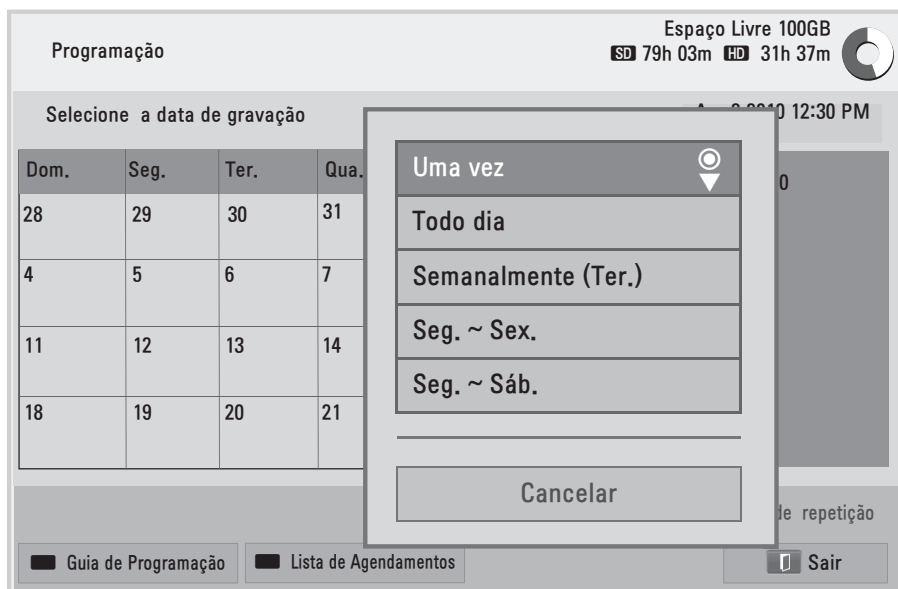 Programação
Espaço Livre 100GB
SD 79h 03m HD 31h 37m
Selecione a data de gravação
2010 12:30 PM
Dom. Seg. Ter. Qua.
28 29 30 31
4 5 6 7
11 12 13 14
18 19 20 21
Uma vez
Todo dia
Semanalmente (Ter.)
Seg. ~ Sex.
Seg. ~ Sáb.
Cancelar
de repetição
Guia de Programação
Lista de Agendamentos
Sair